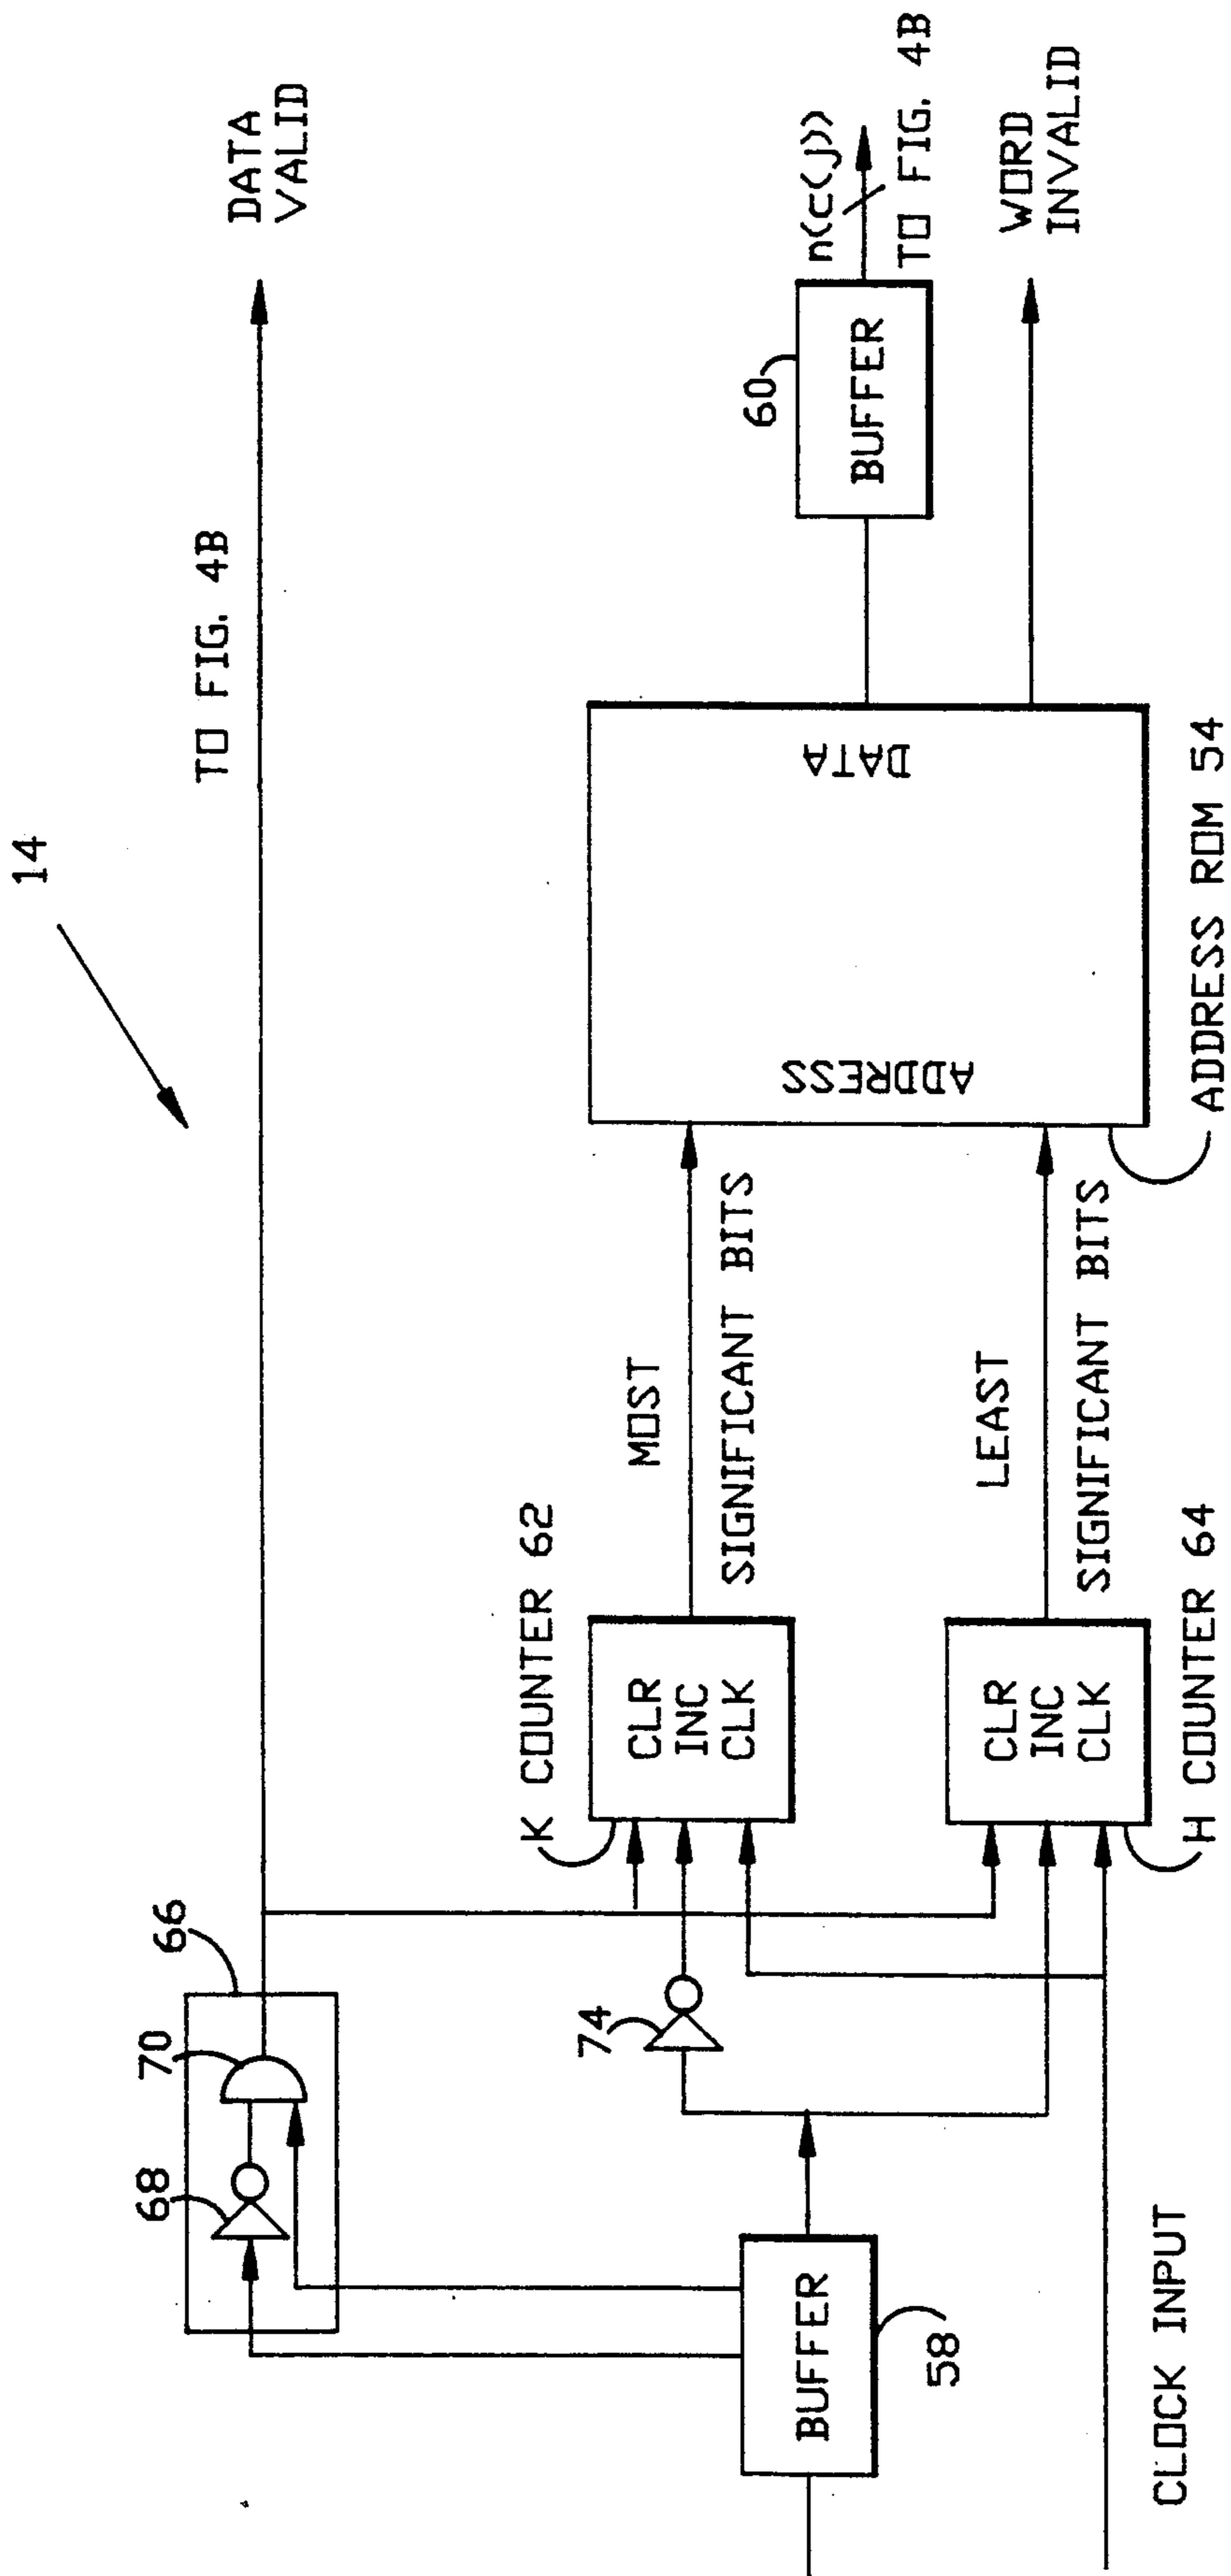 14
TO FIG. 4B
DATA
VALID
66
70
68
K COUNTER 62
CLR
INC
CLK
MOST
SIGNIFICANT BITS
74
ADDRESS
DATA
60
BUFFER
n(c(j))
TO FIG. 4B
BUFFER
58
CLR
INC
CLK
LEAST
SIGNIFICANT BITS
H COUNTER 64
ADDRESS ROM 54
WORD
INVALID
CLOCK INPUT